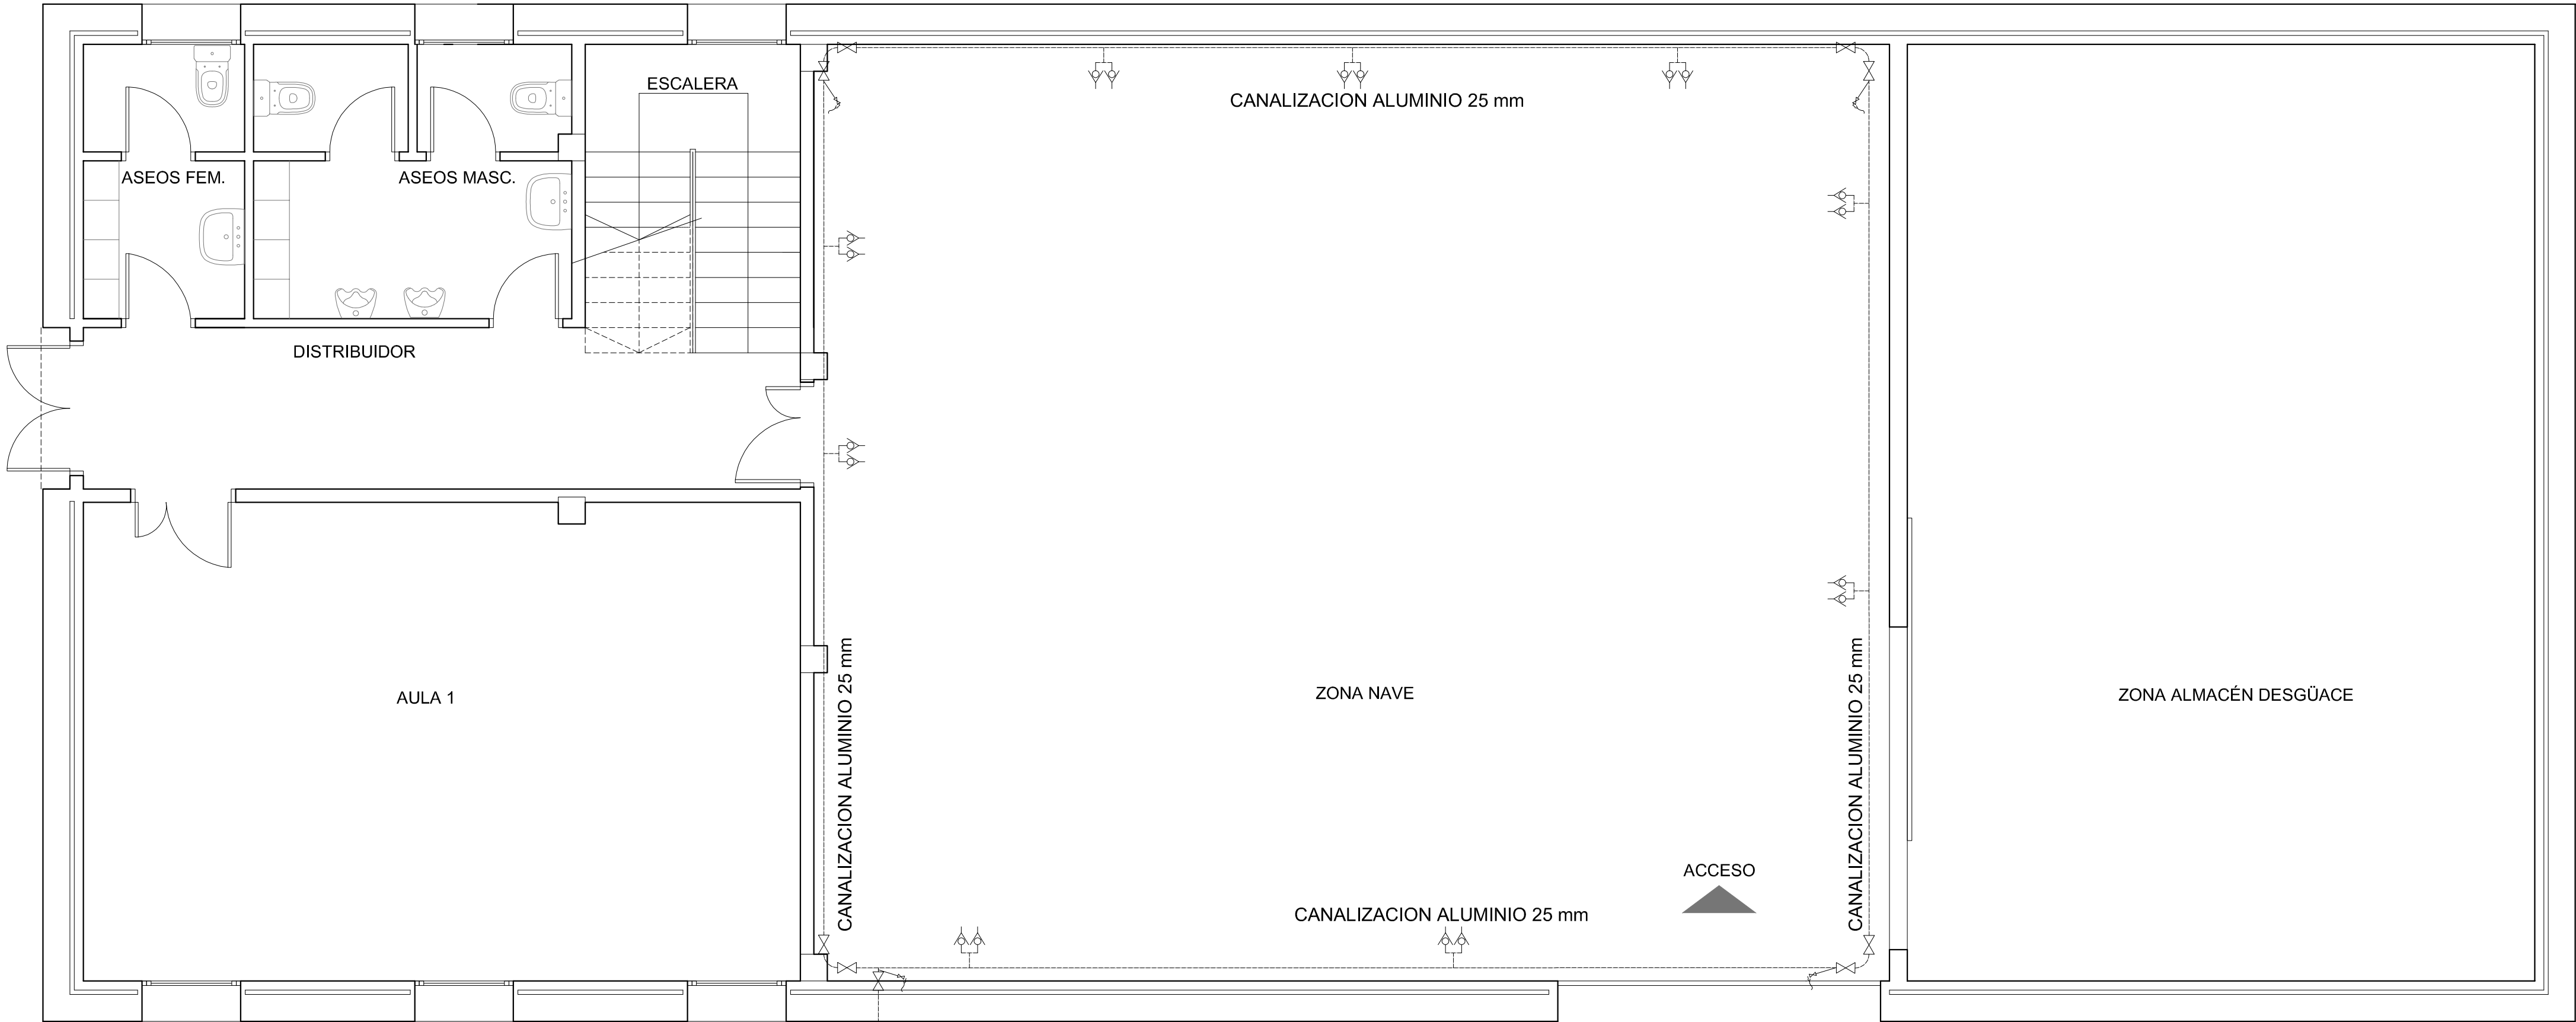 ESCALERA
CANALIZACION ALUMINIO 25 mm
ASEOS FEM.
ASEOS MASC.
DISTRIBUIDOR
AULA 1
CANALIZACION ALUMINIO 25 mm
ZONA NAVE
CANALIZACION ALUMINIO 25 mm
ZONA ALMACÉN DESGÜACE
ACCESO
CANALIZACION ALUMINIO 25 mm